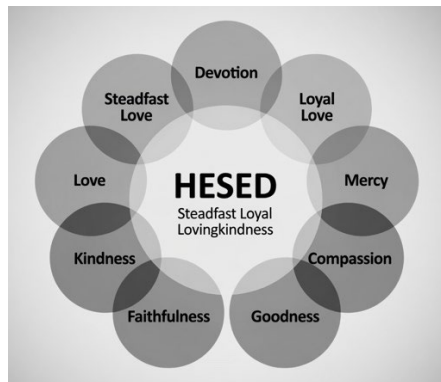 Devotion
Steadfast
Love
Loyal
Love
Love
HESED
Steadfast Loyal
Lovingkindness
Mercy
Kindness
Compassion
Faithfulness
Goodness